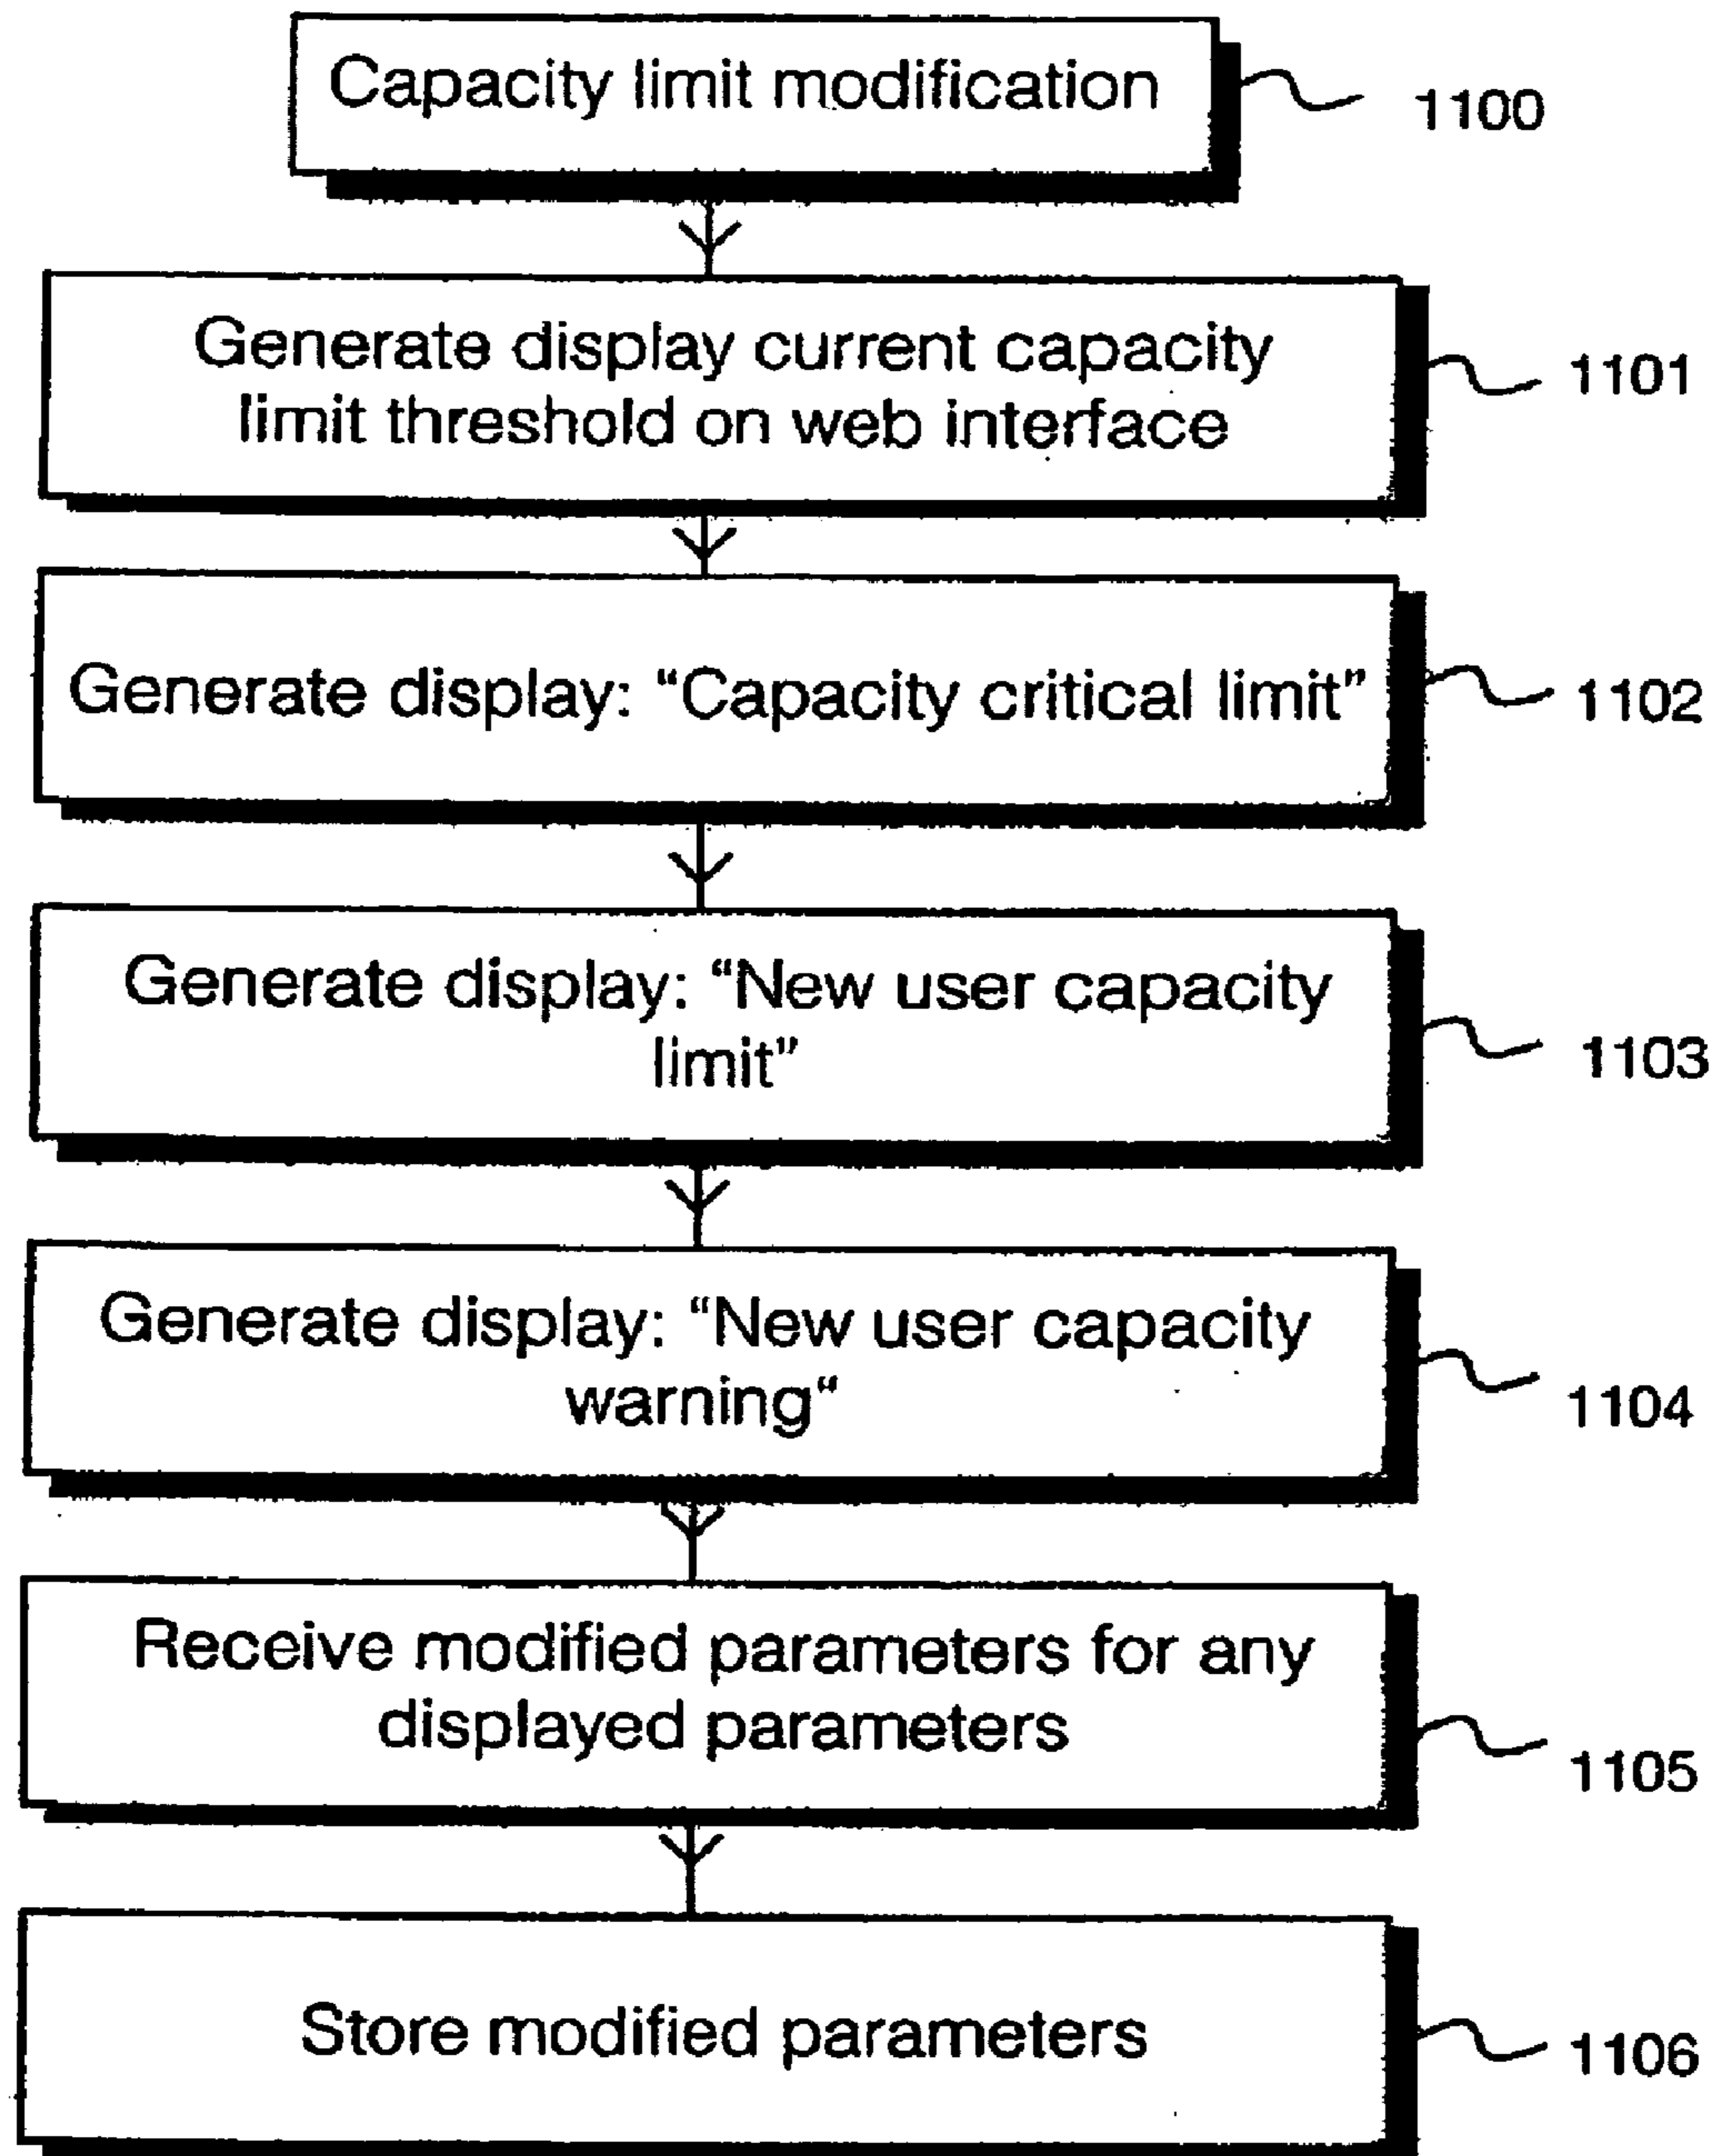 Capacity limit modification
1100
Generate display current capacity
limit threshold on web interface
1101
Generate display: “Capacity critical limit”
1102
Generate display: “New user capacity
limit”
1103
Generate display: “New user capacity
warning“
1104
Receive modified parameters for any
displayed parameters
1105
Store modified parameters
1106